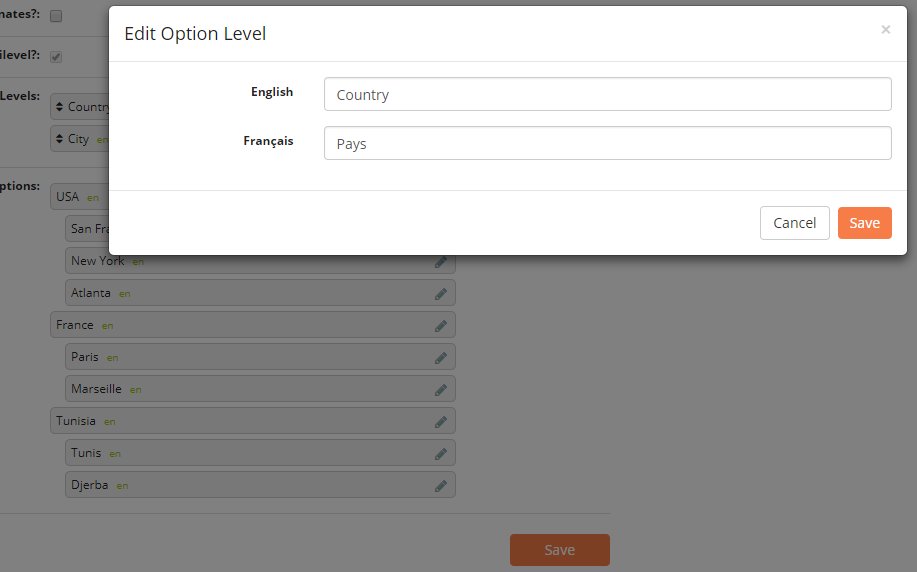 nates?:
Edit Option Level
×
ilevel?:
English
Country
Levels:
Countr
City en
Français
Pays
ptions:
USA en
San Fra
Cancel
Save
New York en
Atlanta en
France en
Paris en
Marseille en
Tunisia en
Tunis en
Djerba en
Save